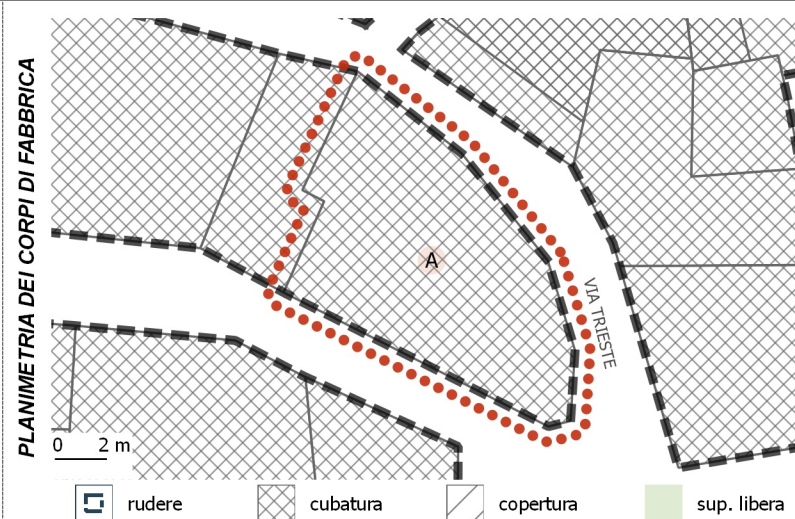 PLANIMETRIA DEI CORPI DI FABBRICA
A
VIA TRIESTE
0 2 m
rudere
cubatura
copertura
sup. libera